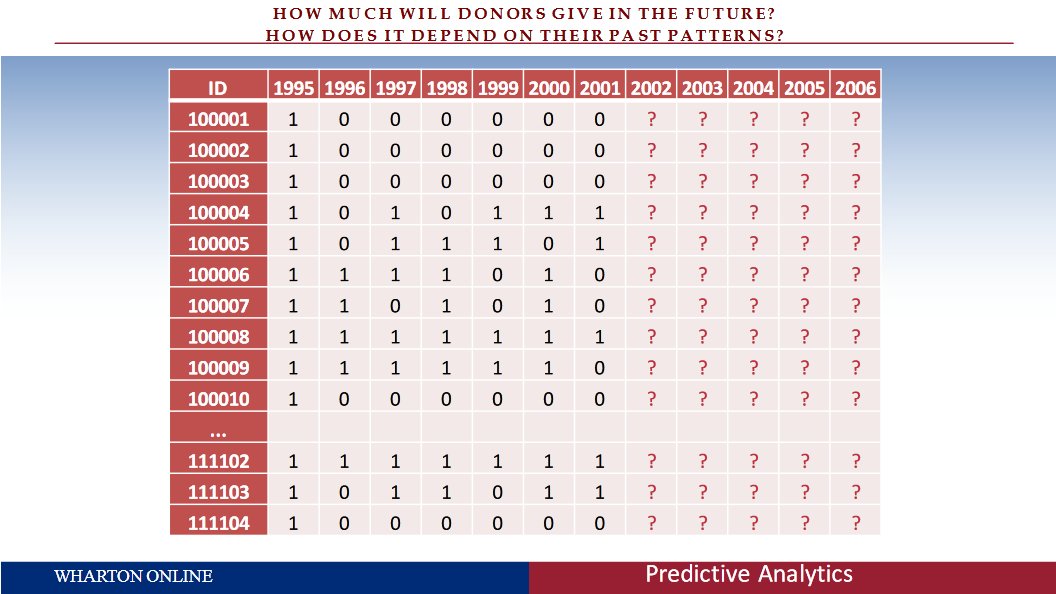 HOW MUCH WILL DONORS GIVE IN THE FUTURE?
HOW DOES IT DEPEND ON THEIR PAST PATTERNS?
ID 1995 1996 1997 1998 1999 2000 2001 2002 2003 2004 2005 2006
100001 1 0 0 0 0 0 0 ? ? ? ? ?
100002 1 0 0 0 0 0 0 ? ? ? ? ?
100003 1 0 0 0 0 0 0 ? ? ? ? ?
100004 1 0 1 0 1 1 1 ? ? ? ? ?
100005 1 0 1 1 1 0 1 ? ? ? ? ?
100006 1 1 1 1 0 1 0 ? ? ? ? ?
100007 1 1 0 1 0 1 0 ? ? ? ? ?
100008 1 1 1 1 1 1 1 ? ? ? ? ?
100009 1 1 1 1 1 1 0 ? ? ? ? ?
100010 1 0 0 0 0 0 0 ? ? ? ? ?
...
111102 1 1 1 1 1 1 1 ? ? ? ? ?
111103 1 0 1 1 0 1 1 ? ? ? ? ?
111104 1 0 0 0 0 0 0 ? ? ? ? ?
WHARTON ONLINE Predictive Analytics